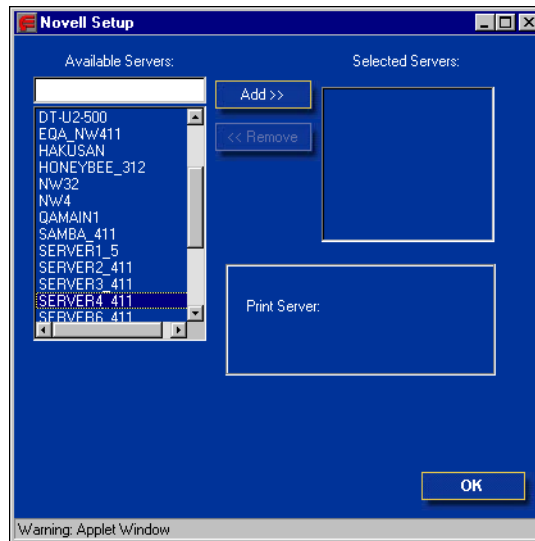 Novell Setup
Available Servers:
Selected Servers:
Add >>
<< Remove
DT-U2-500
EQA_NW411
HAKUSAN
HONEYBEE_312
NW32
NW4
QAMAIN1
SAMBA_411
SERVER1_5
SERVER2_411
SERVER3_411
SERVER4_411
SERVER6_411
Print Server:
OK
Warning: Applet Window